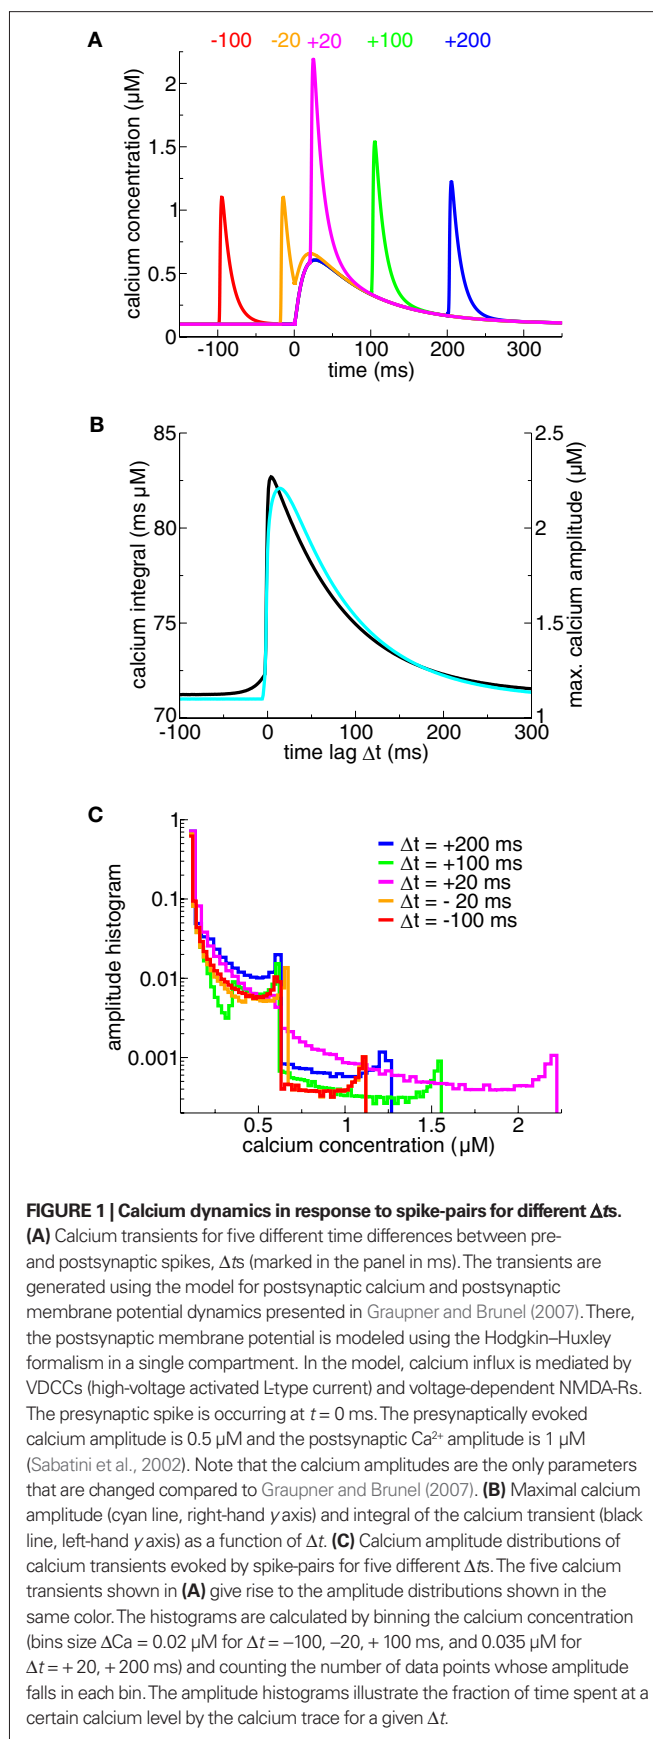 A
-100 -20 +20 +100 +200
2
1.5
1
0.5
0
calcium concentration (µM)
-100 0 100 200 300
time (ms)
B
85
80
75
70
calcium integral (ms µM)
2.5
2
1.5
1
max. calcium amplitude (µM)
-100 0 100 200 300
time lag Δt (ms)
C
1
0.1
0.01
0.001
amplitude histogram
Δt = +200 ms
Δt = +100 ms
Δt = +20 ms
Δt = - 20 ms
Δt = -100 ms
0.5 1 1.5 2
calcium concentration (µM)
FIGURE 1 | Calcium dynamics in response to spike-pairs for different Δts.
(A) Calcium transients for five different time differences between pre-
and postsynaptic spikes, Δts (marked in the panel in ms). The transients are
generated using the model for postsynaptic calcium and postsynaptic
membrane potential dynamics presented in Graupner and Brunel (2007). There,
the postsynaptic membrane potential is modeled using the Hodgkin–Huxley
formalism in a single compartment. In the model, calcium influx is mediated by
VDCCs (high-voltage activated L-type current) and voltage-dependent NMDA-Rs.
The presynaptic spike is occurring at t = 0 ms. The presynaptically evoked
calcium amplitude is 0.5 µM and the postsynaptic Ca²⁺ amplitude is 1 µM
(Sabatini et al., 2002). Note that the calcium amplitudes are the only parameters
that are changed compared to Graupner and Brunel (2007). (B) Maximal calcium
amplitude (cyan line, right-hand y axis) and integral of the calcium transient (black
line, left-hand y axis) as a function of Δt. (C) Calcium amplitude distributions of
calcium transients evoked by spike-pairs for five different Δts. The five calcium
transients shown in (A) give rise to the amplitude distributions shown in the
same color. The histograms are calculated by binning the calcium concentration
(bins size ΔCa = 0.02 µM for Δt = −100, −20, + 100 ms, and 0.035 µM for
Δt = + 20, + 200 ms) and counting the number of data points whose amplitude
falls in each bin. The amplitude histograms illustrate the fraction of time spent at a
certain calcium level by the calcium trace for a given Δt.